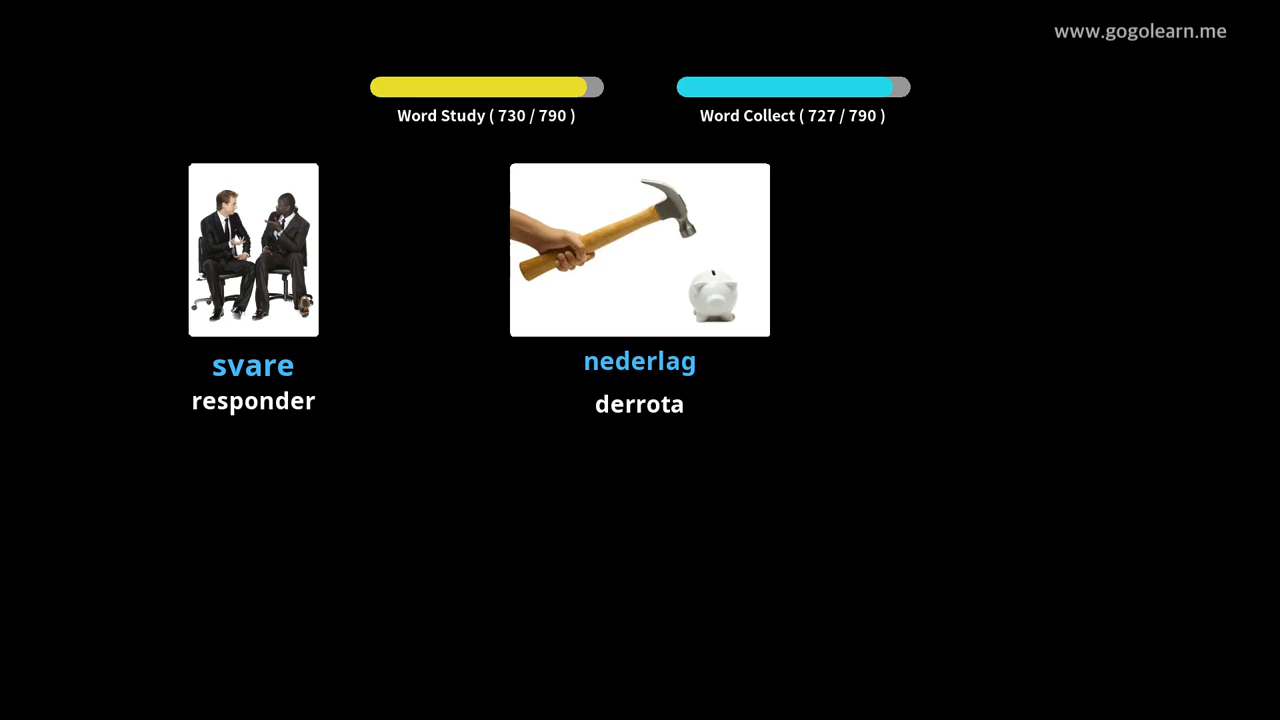 www.gogolearn.me
Word Study ( 730 / 790 )
Word Collect ( 727 / 790 )
svare
responder
nederlag
derrota